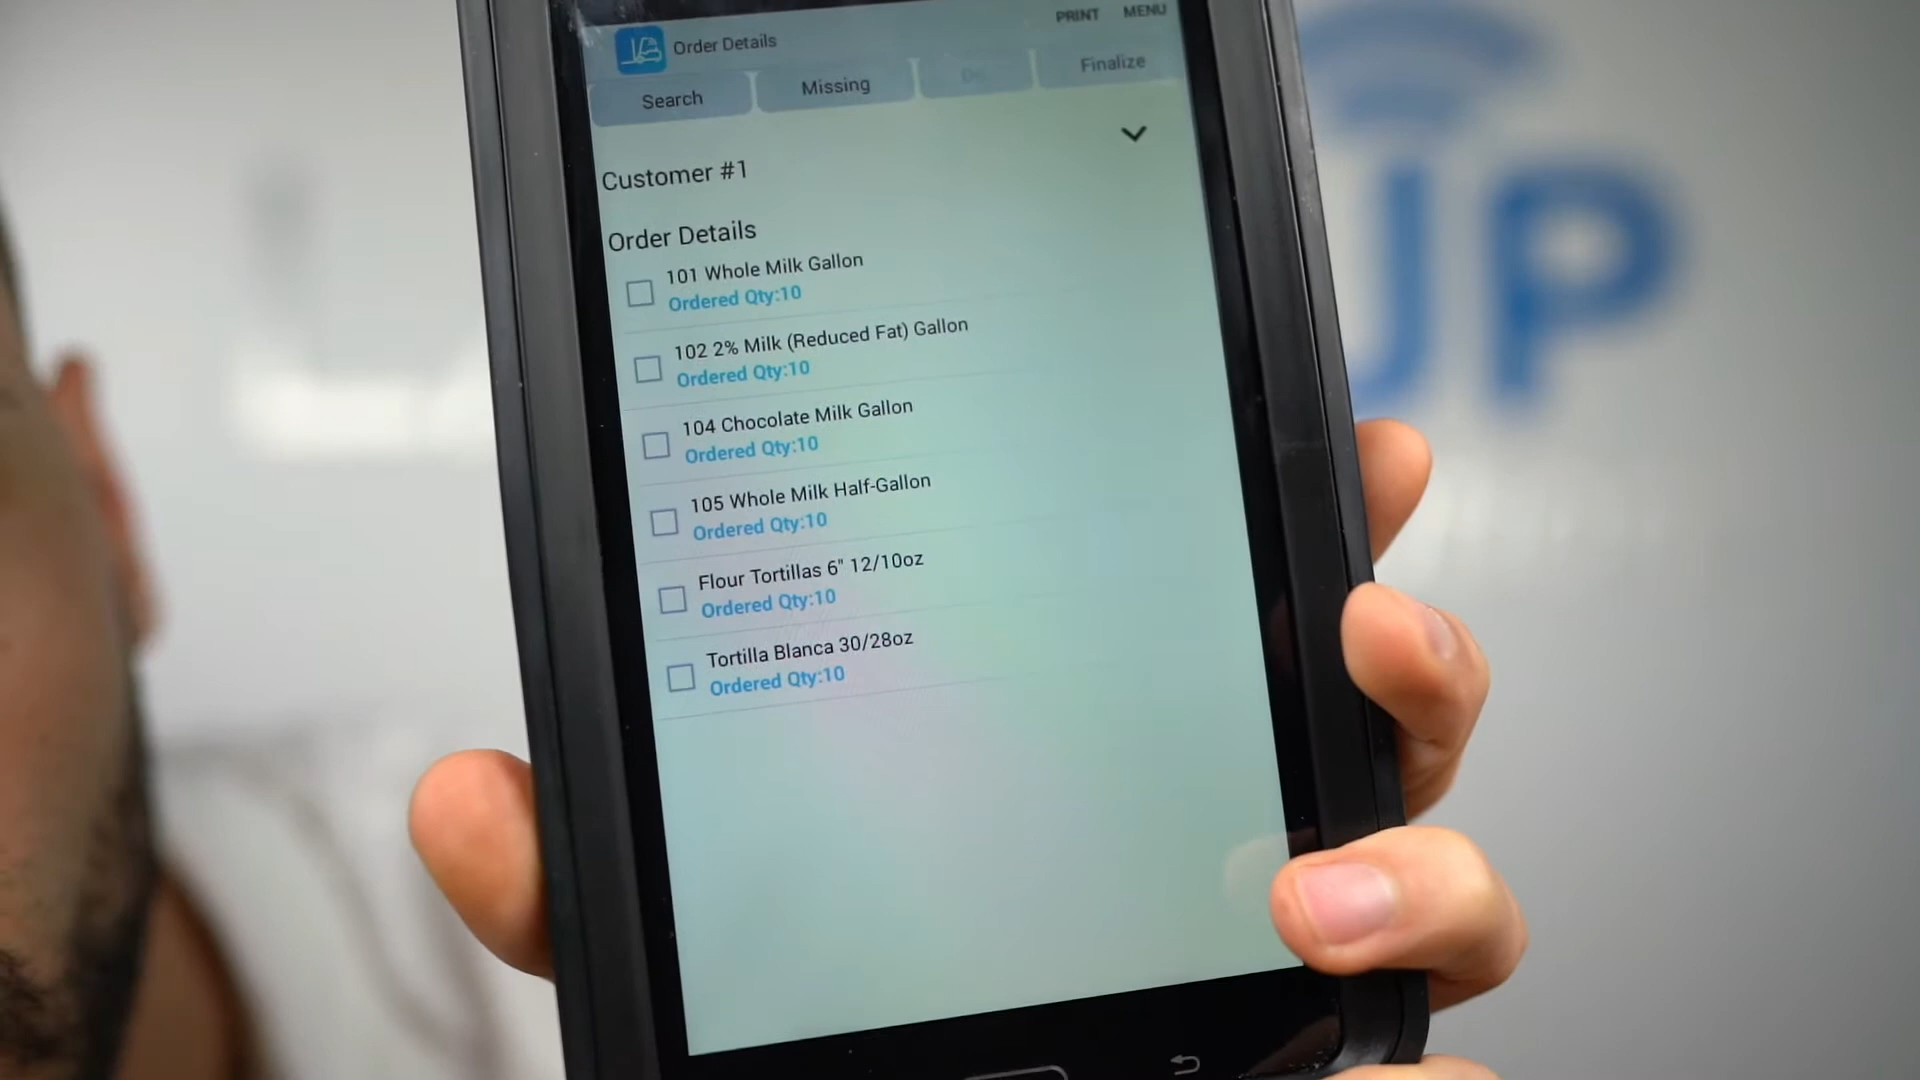 Order Details
PRINT MENU
Search Missing Finalize
Customer #1
Order Details
101 Whole Milk Gallon
Ordered Qty:10
102 2% Milk (Reduced Fat) Gallon
Ordered Qty:10
104 Chocolate Milk Gallon
Ordered Qty:10
105 Whole Milk Half-Gallon
Ordered Qty:10
Flour Tortillas 6" 12/10oz
Ordered Qty:10
Tortilla Blanca 30/28oz
Ordered Qty:10